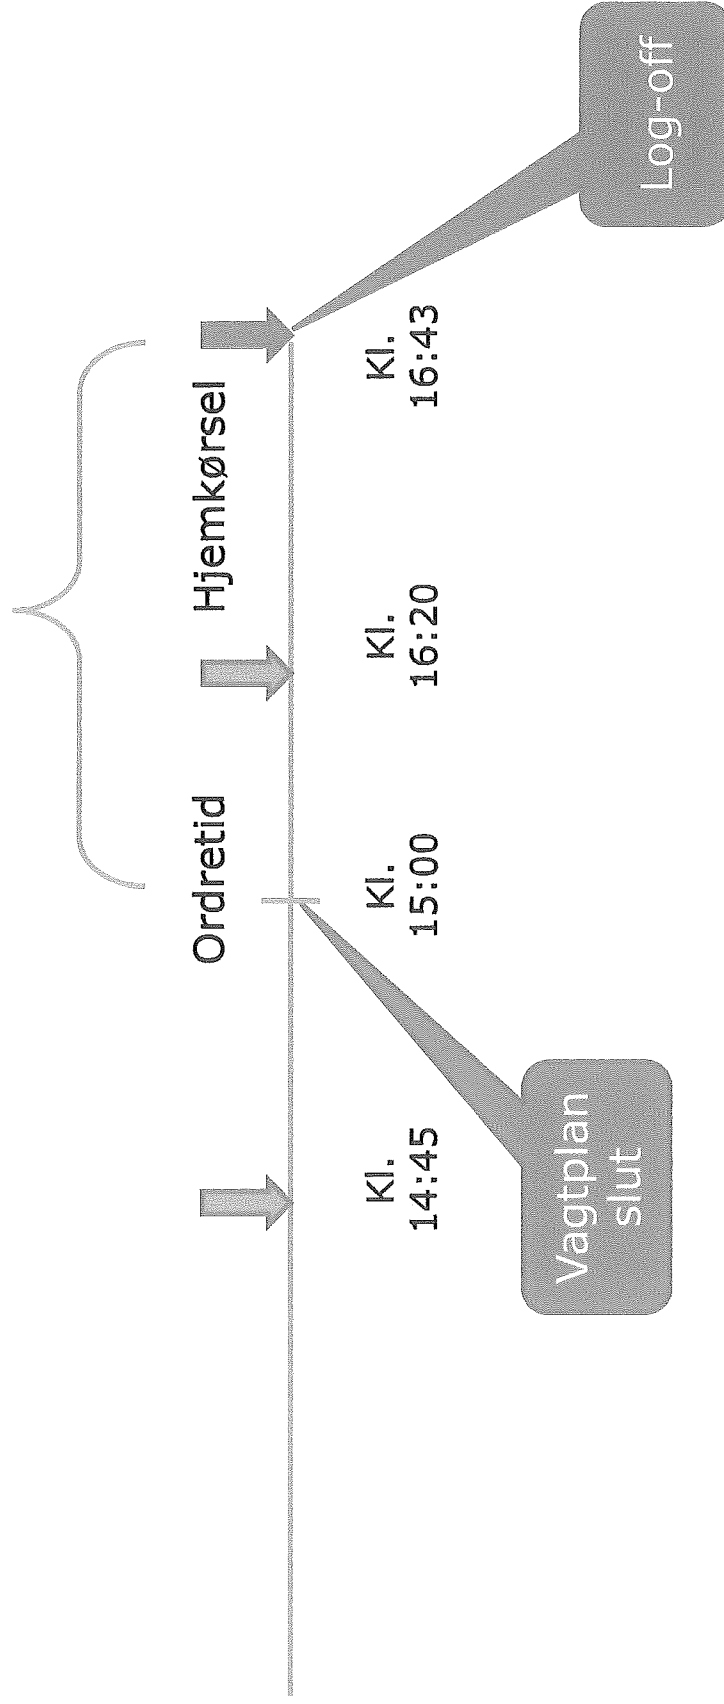 Ordretid
Hjemkørsel
Kl.
14:45
Kl.
15:00
Kl.
16:20
Kl.
16:43
Vagtplan
slut
Log-off